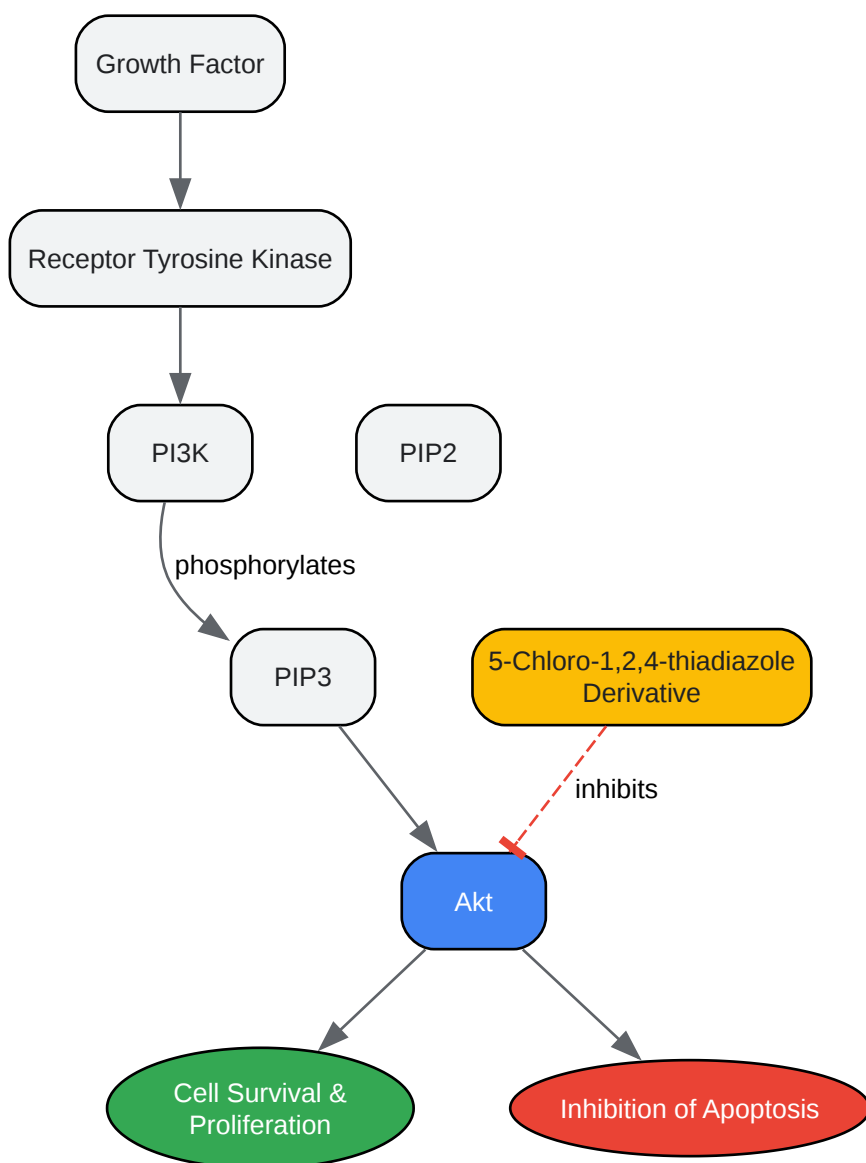 Growth Factor
Receptor Tyrosine Kinase
PI3K
PIP2
phosphorylates
PIP3
5-Chloro-1,2,4-thiadiazole
Derivative
inhibits
Akt
Cell Survival &
Proliferation
Inhibition of Apoptosis